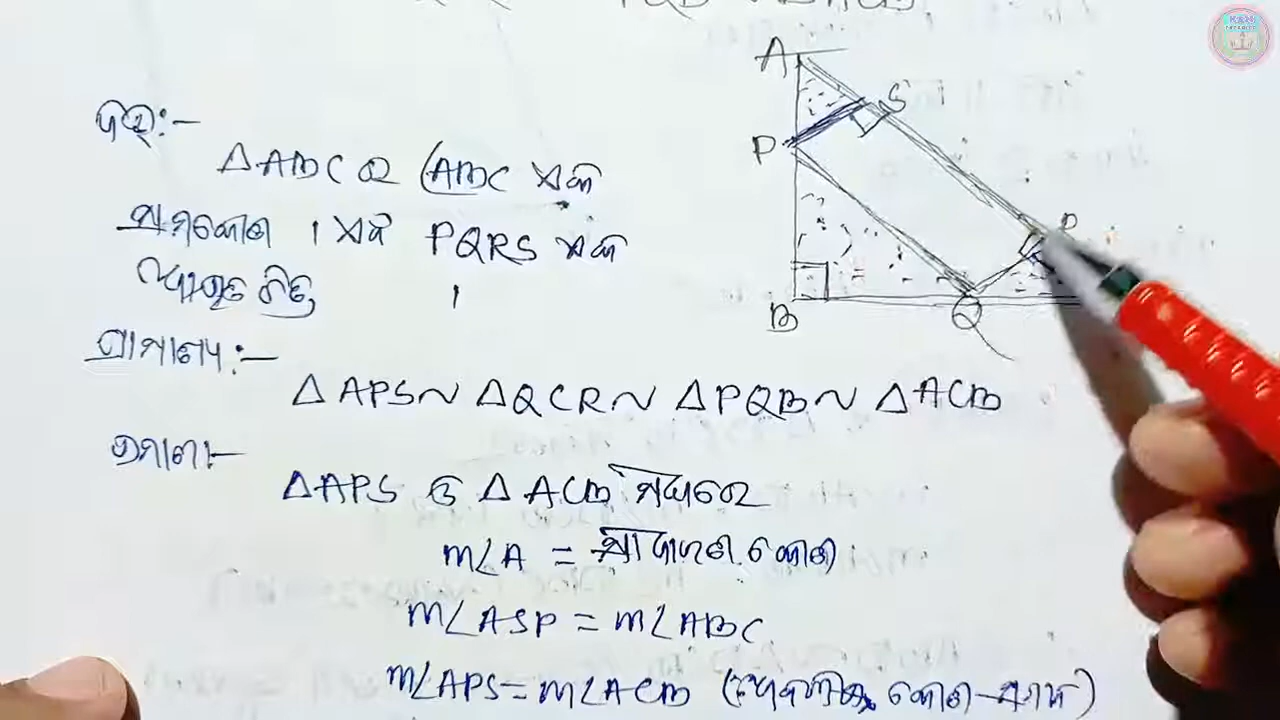 ଦତ୍ତ:-
△ABC ର ∠ABC ଏକ
ସମକୋଣ । ଏବଂ PQRS ଏକ
ଆୟତ ଚିତ୍ର ।
ପ୍ରାମାଣ୍ୟ:-
△APS ~ △QCR ~ △PQB ~ △ACB
ପ୍ରମାଣ:-
△APS ଓ △ACB ମଧ୍ୟରେ
m∠A = ସାଧାରଣ କୋଣ
m∠ASP = m∠ABC
m∠APS = m∠ACB (କୋଣ
A
S
P
R
B
Q